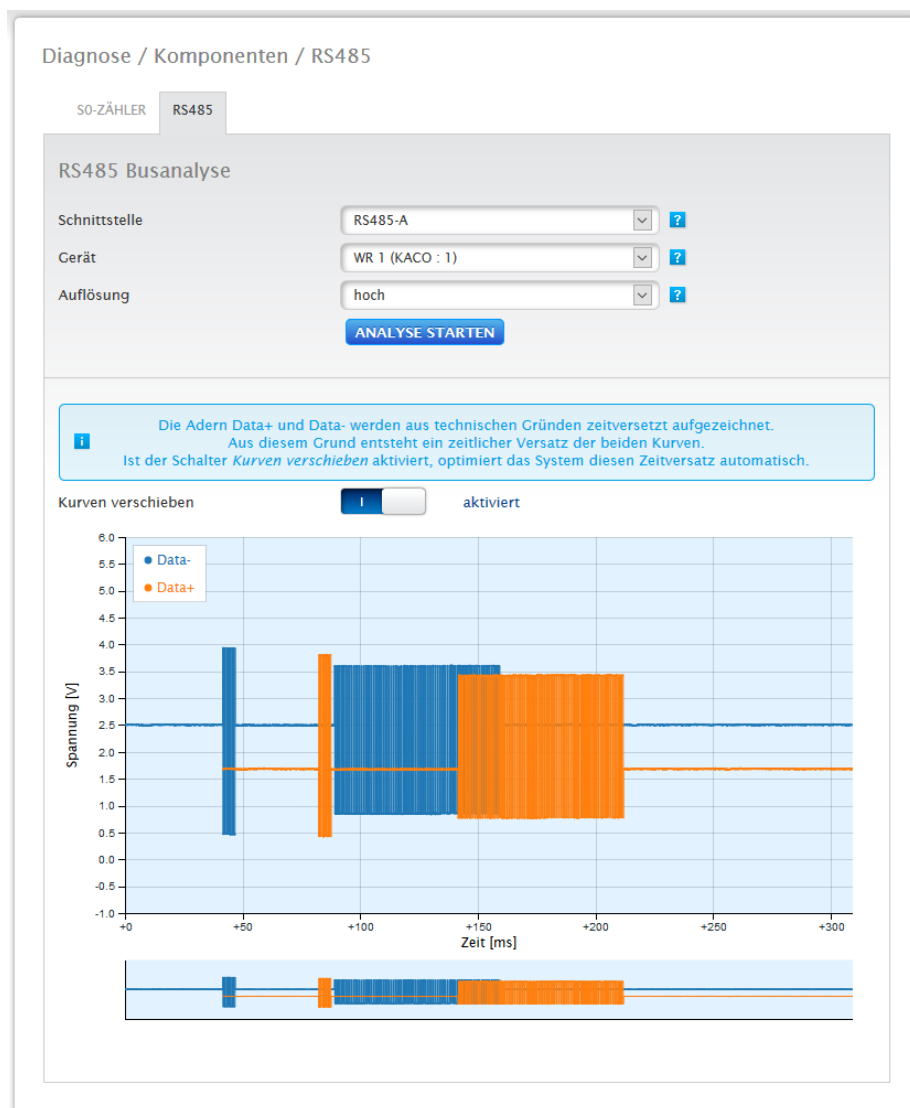 Diagnose / Komponenten / RS485
S0-ZÄHLER RS485
RS485 Busanalyse
Schnittstelle RS485-A ?
Gerät WR 1 (KACO : 1) ?
Auflösung hoch ?
ANALYSE STARTEN
Die Adern Data+ und Data- werden aus technischen Gründen zeitversetzt aufgezeichnet.
i Aus diesem Grund entsteht ein zeitlicher Versatz der beiden Kurven.
Ist der Schalter Kurven verschieben aktiviert, optimiert das System diesen Zeitversatz automatisch.
Kurven verschieben I aktiviert
Spannung [V]
6.0
5.5
5.0
4.5
4.0
3.5
3.0
2.5
2.0
1.5
1.0
0.5
0.0
-0.5
-1.0
Data-
Data+
+0 +50 +100 +150 +200 +250 +300
Zeit [ms]